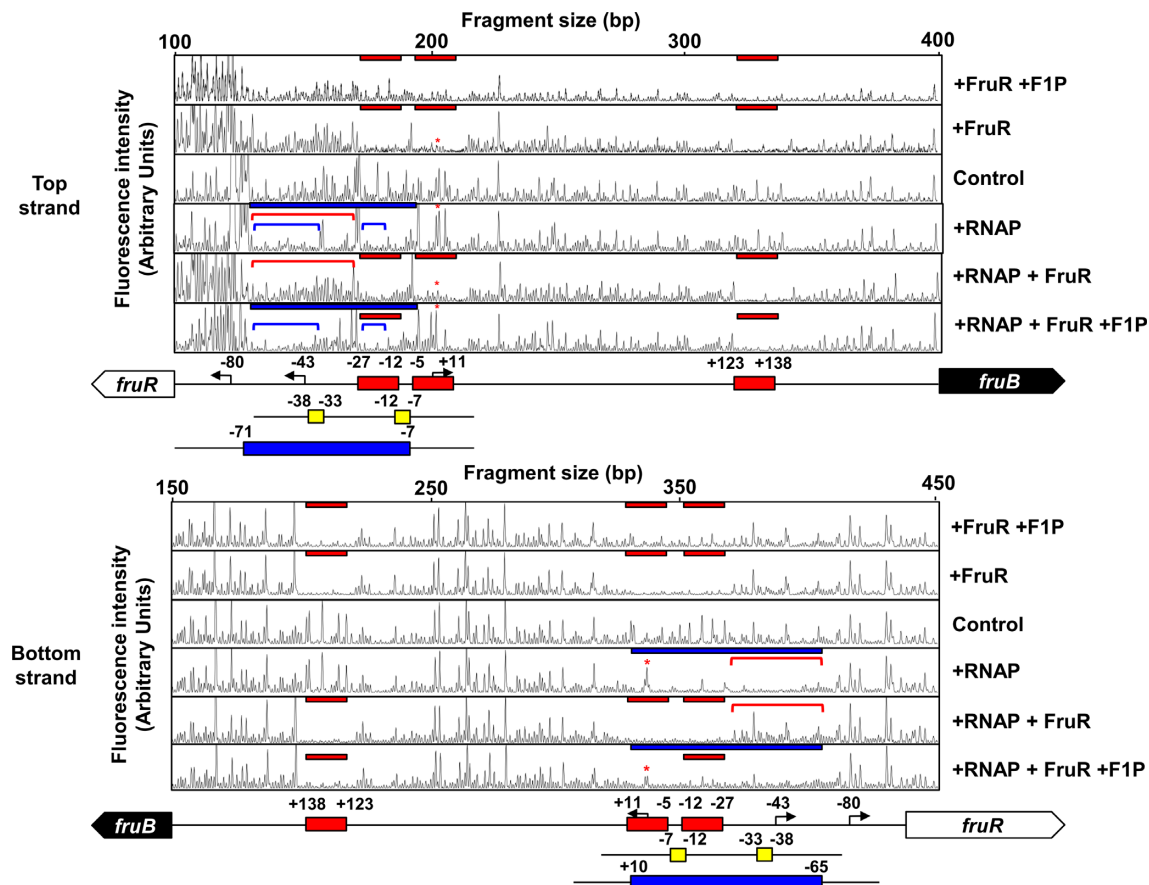 Fragment size (bp)
100 200 300 400
+FruR +F1P
+FruR
*
Control
*
+RNAP
+RNAP + FruR
*
*
+RNAP + FruR +F1P
Top
strand
Fluorescence intensity
(Arbitrary Units)
-80 -43 -27 -12 -5 +11 +123 +138
fruR fruB
-38 -33 -12 -7
-71 -7
Fragment size (bp)
150 250 350 450
+FruR +F1P
+FruR
Control
*
+RNAP
+RNAP + FruR
*
+RNAP + FruR +F1P
Bottom
strand
Fluorescence intensity
(Arbitrary Units)
+138 +123 +11 -5 -12 -27 -43 -80
fruB fruR
-7 -12 -33 -38
+10 -65